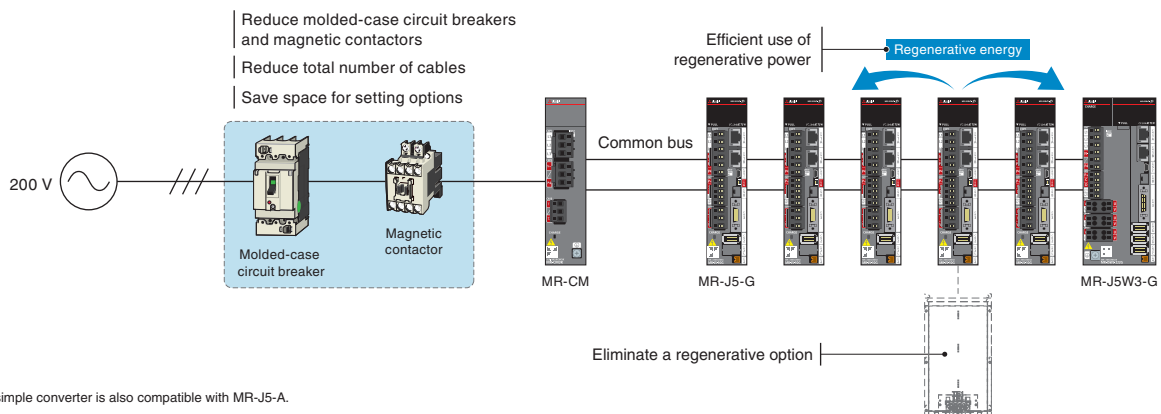 Reduce molded-case circuit breakers
and magnetic contactors
Reduce total number of cables
Save space for setting options
Efficient use of
regenerative power
Regenerative energy
Common bus
200 V
Molded-case
circuit breaker
Magnetic
contactor
MR-CM
MR-J5-G
MR-J5W3-G
Eliminate a regenerative option
simple converter is also compatible with MR-J5-A.